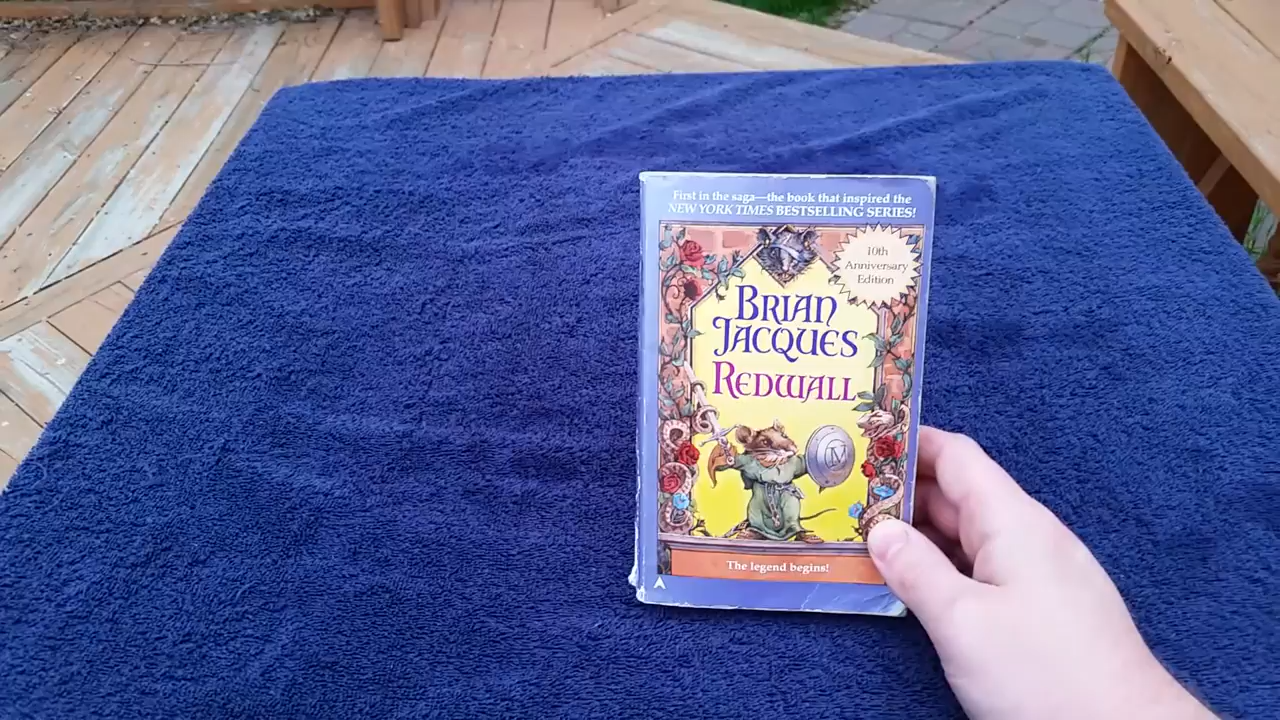 First in the saga—the book that inspired the
NEW YORK TIMES BESTSELLING SERIES!
10th
Anniversary
Edition
BRIAN
JACQUES
REDWALL
M
The legend begins!